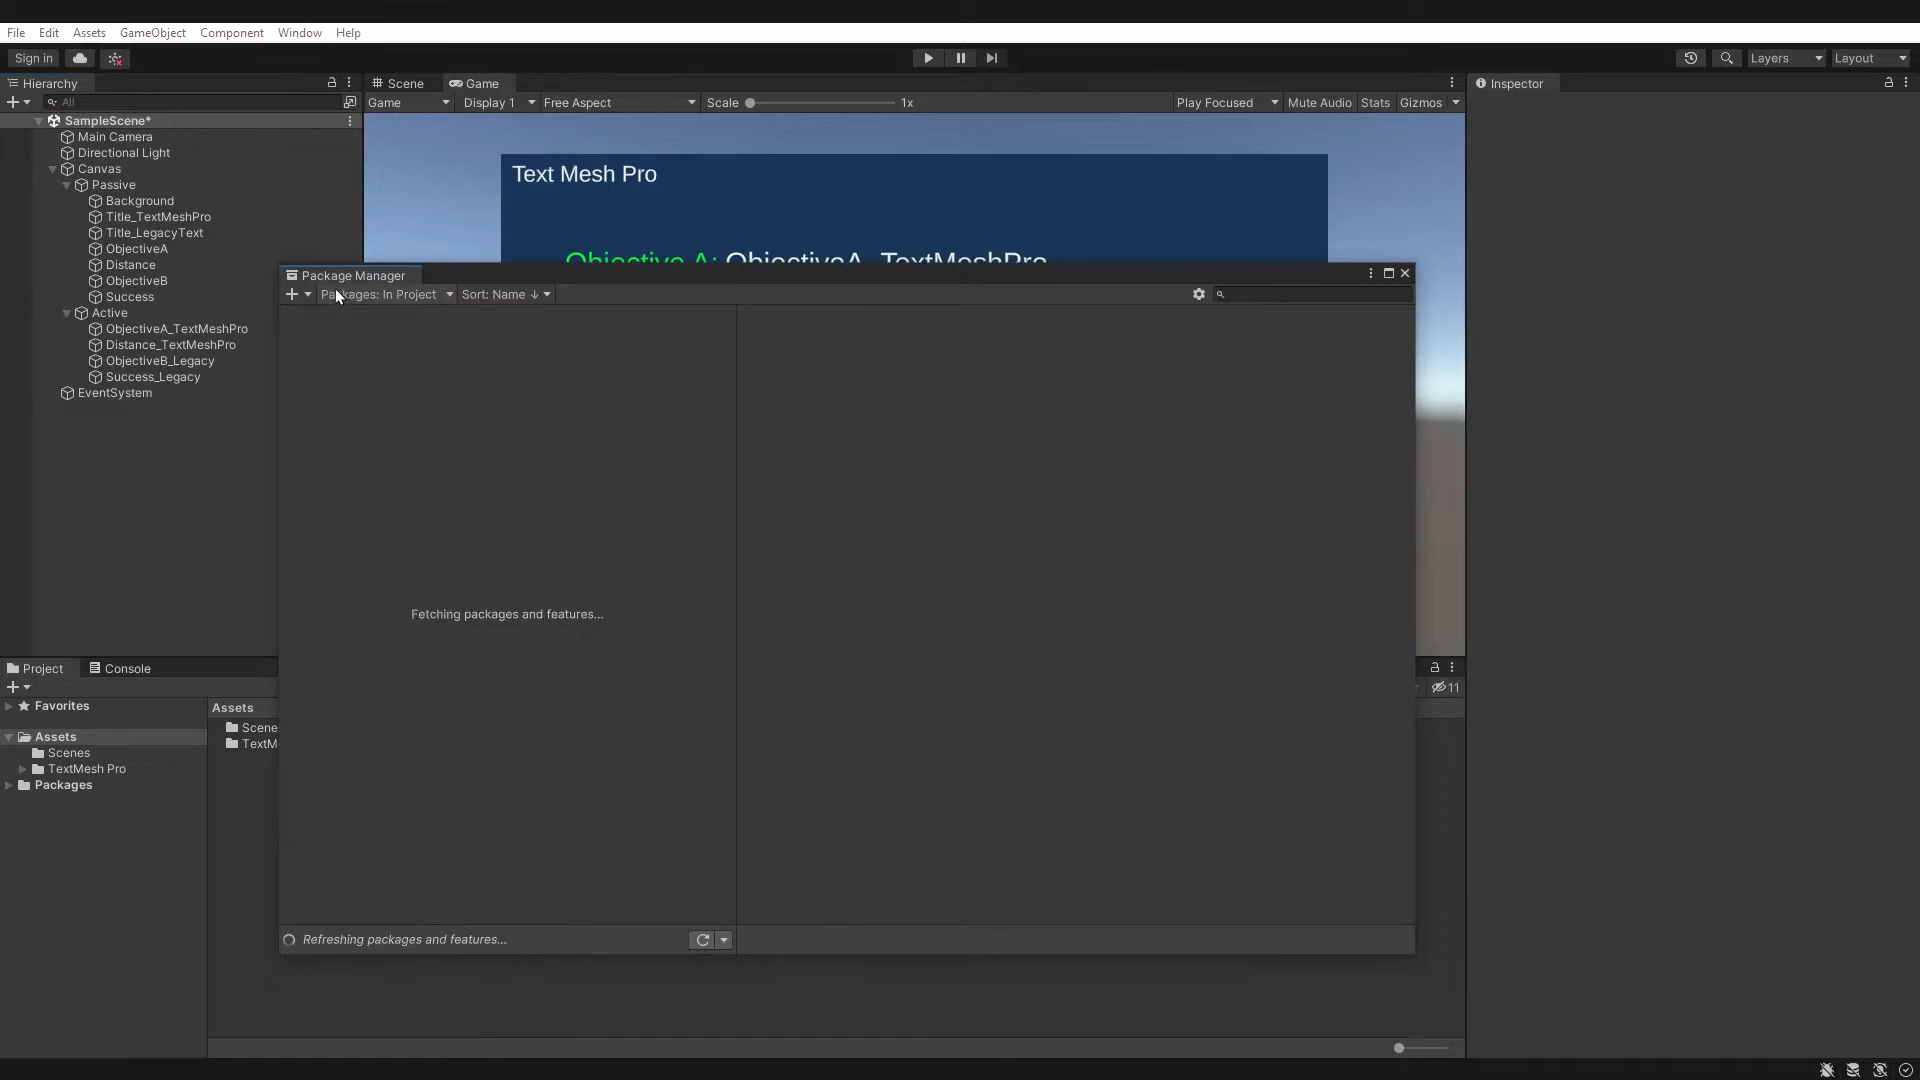 File Edit Assets GameObject Component Window Help
Sign in
Layers Layout
Hierarchy
Scene Game
Inspector
All
Game Display 1 Free Aspect Scale 1x Play Focused Mute Audio Stats Gizmos
SampleScene*
Main Camera
Directional Light
Canvas
Passive
Background
Title_TextMeshPro
Title_LegacyText
ObjectiveA
Distance
ObjectiveB
Success
Active
ObjectiveA_TextMeshPro
Distance_TextMeshPro
ObjectiveB_Legacy
Success_Legacy
EventSystem
Text Mesh Pro
Objective A: ObjectiveA_TextMeshPro
Package Manager
Packages: In Project Sort: Name ↓
Fetching packages and features...
Refreshing packages and features...
Project Console
11
Favorites
Assets
Scenes
TextMesh Pro
Packages
Assets
Scene
TextM